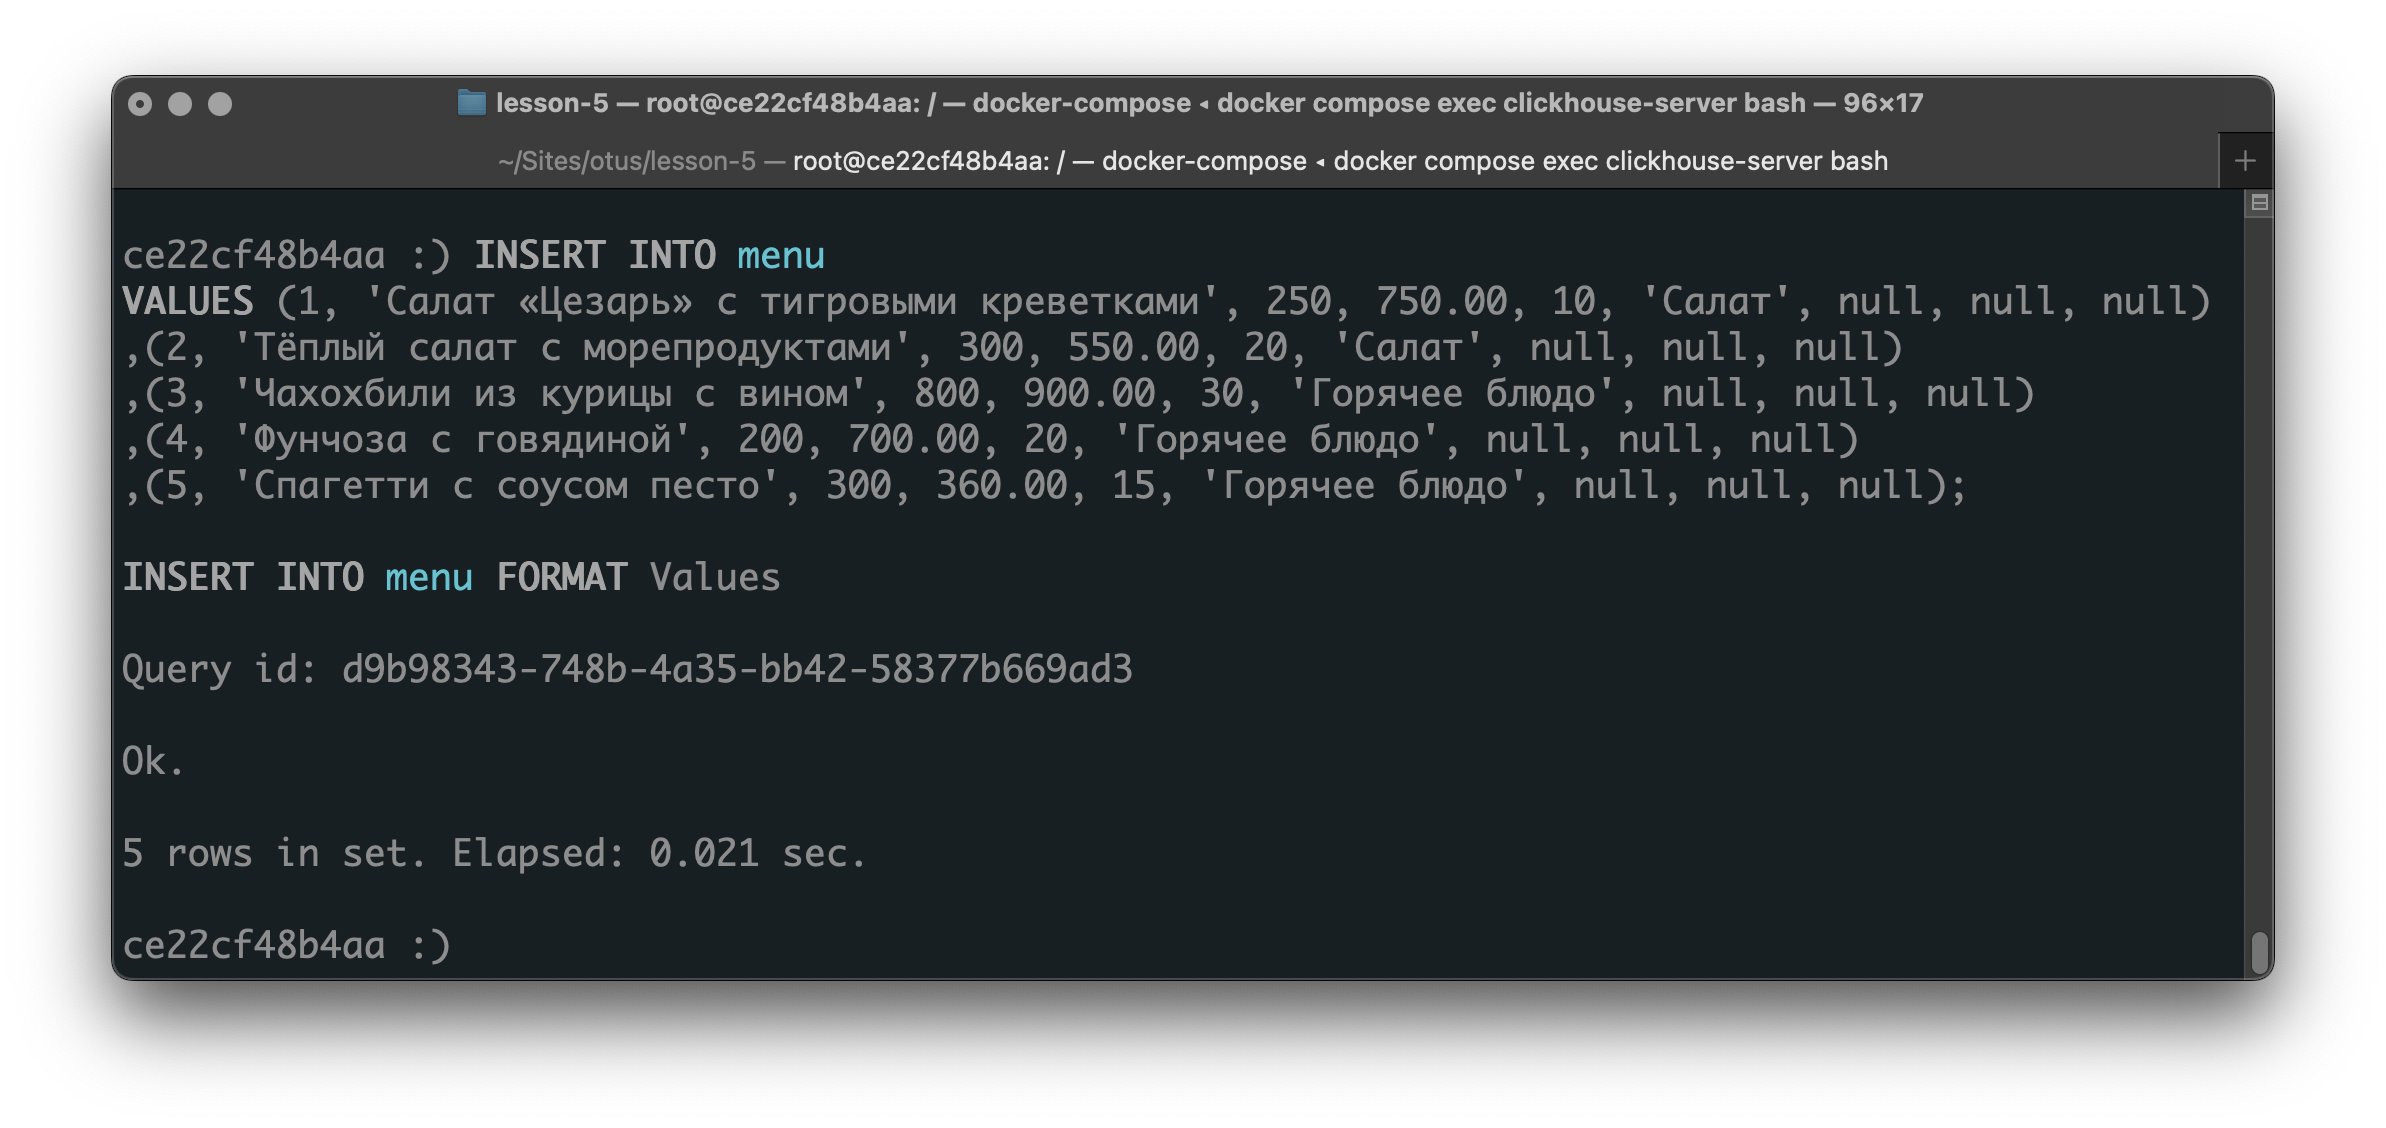 lesson-5 — root@ce22cf48b4aa: / — docker-compose ◂ docker compose exec clickhouse-server bash — 96×17
~/Sites/otus/lesson-5 — root@ce22cf48b4aa: / — docker-compose ◂ docker compose exec clickhouse-server bash
ce22cf48b4aa :) INSERT INTO menu
VALUES (1, 'Салат «Цезарь» с тигровыми креветками', 250, 750.00, 10, 'Салат', null, null, null)
,(2, 'Тёплый салат с морепродуктами', 300, 550.00, 20, 'Салат', null, null, null)
,(3, 'Чахохбили из курицы с вином', 800, 900.00, 30, 'Горячее блюдо', null, null, null)
,(4, 'Фунчоза с говядиной', 200, 700.00, 20, 'Горячее блюдо', null, null, null)
,(5, 'Спагетти с соусом песто', 300, 360.00, 15, 'Горячее блюдо', null, null, null);
INSERT INTO menu FORMAT Values
Query id: d9b98343-748b-4a35-bb42-58377b669ad3
Ok.
5 rows in set. Elapsed: 0.021 sec.
ce22cf48b4aa :)